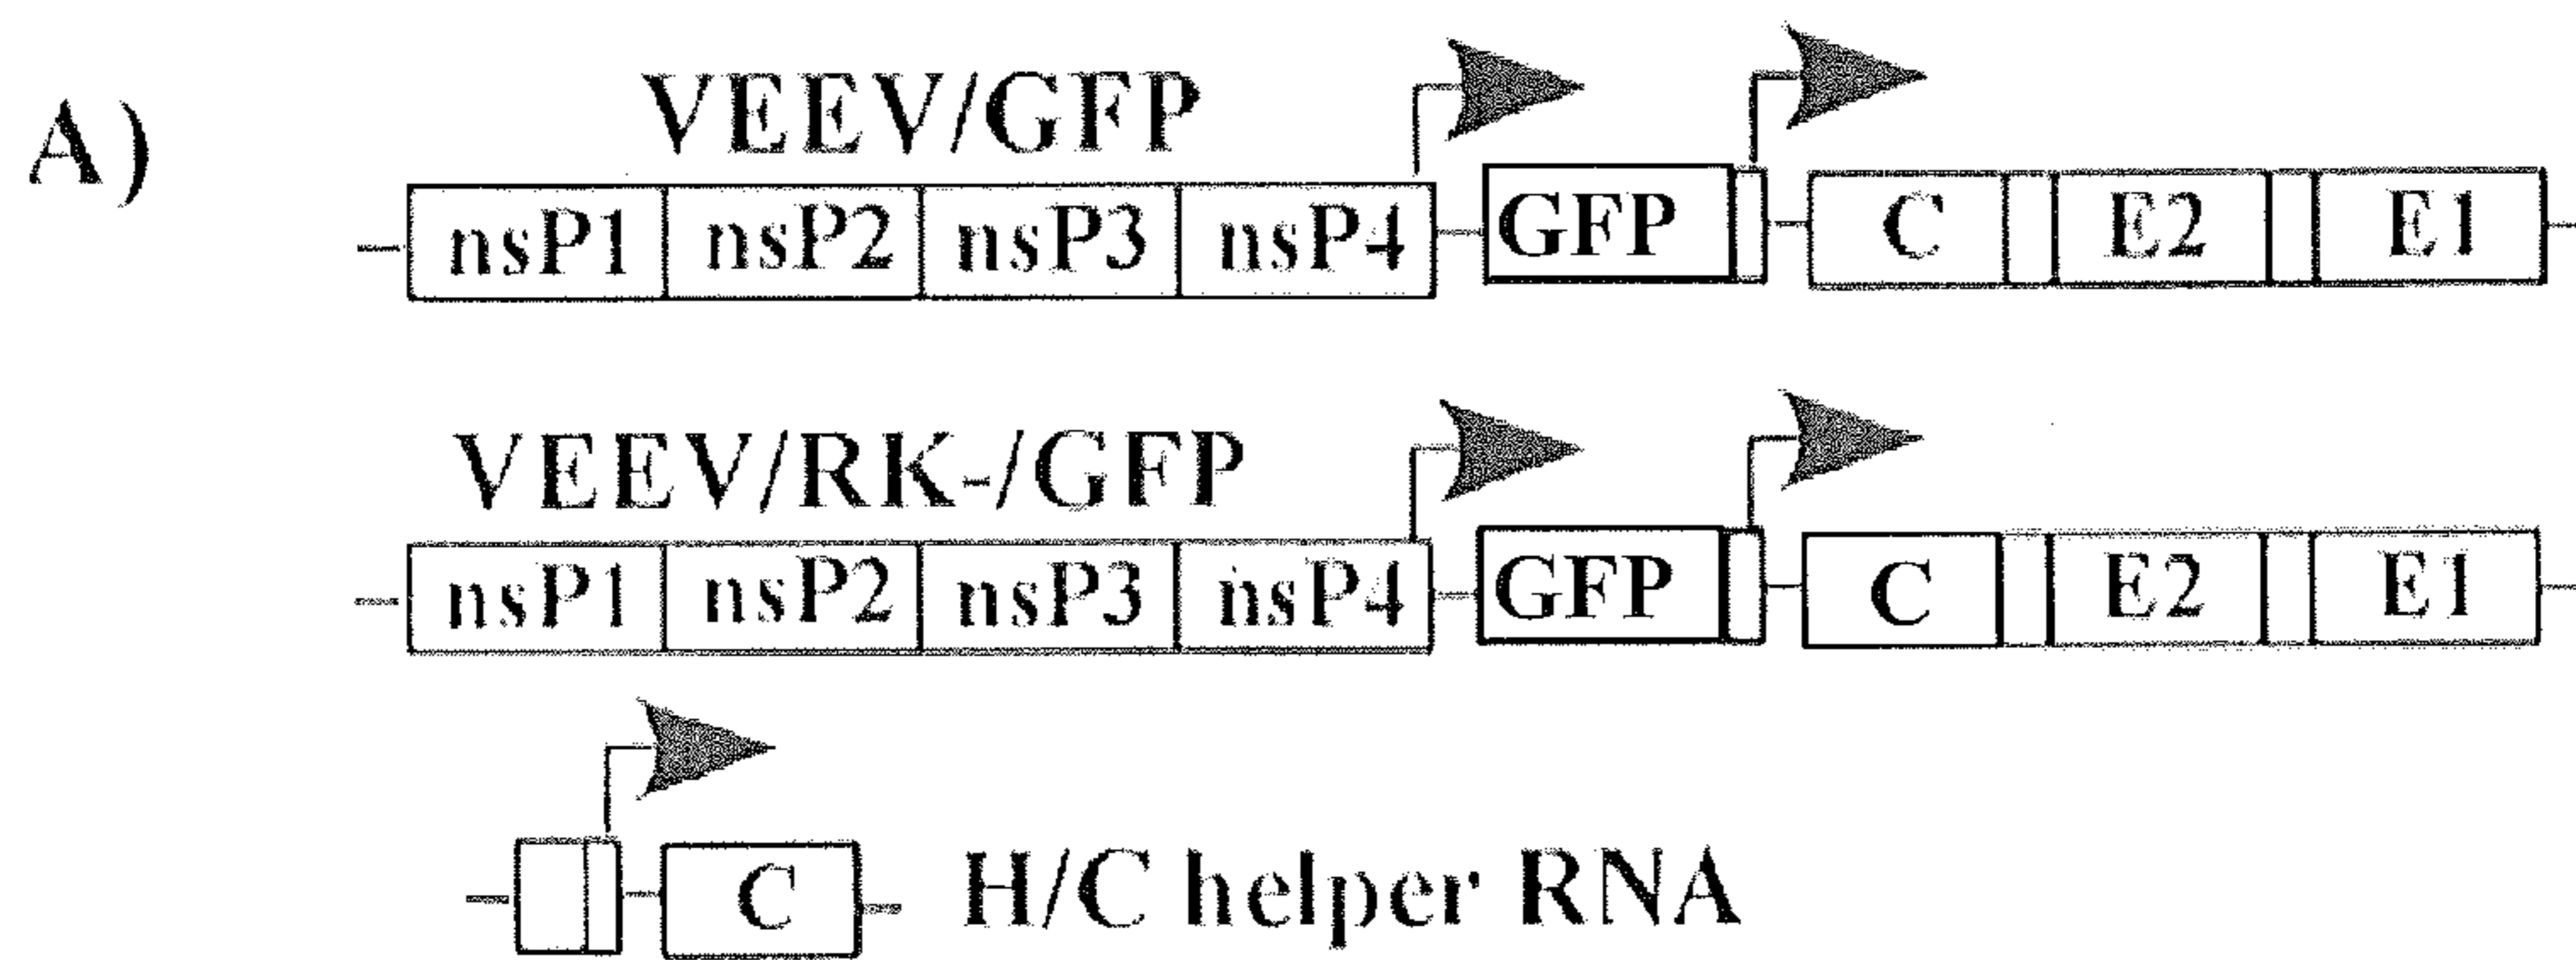 A)
VEEV/GFP
nsP1 nsP2 nsP3 nsP4 GFP C E2 E1
VEEV/RK-/GFP
nsP1 nsP2 nsP3 nsP4 GFP C E2 E1
C H/C helper RNA